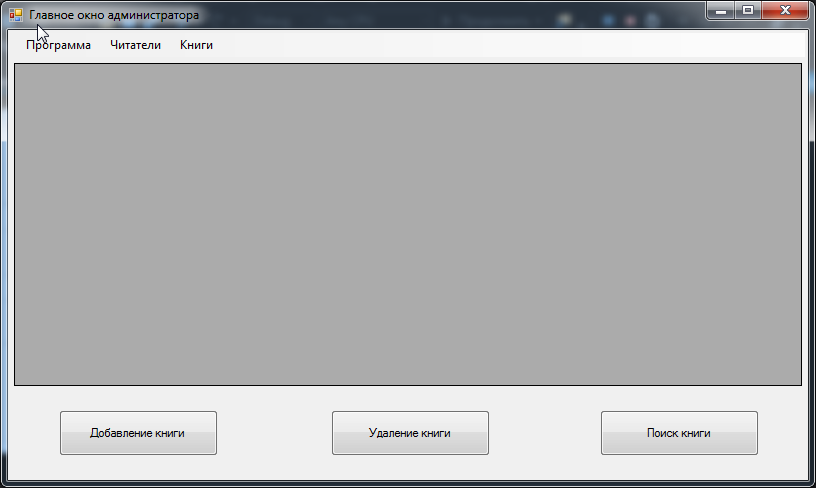 Главное окно администратора
Программа Читатели Книги
Добавление книги Удаление книги Поиск книги